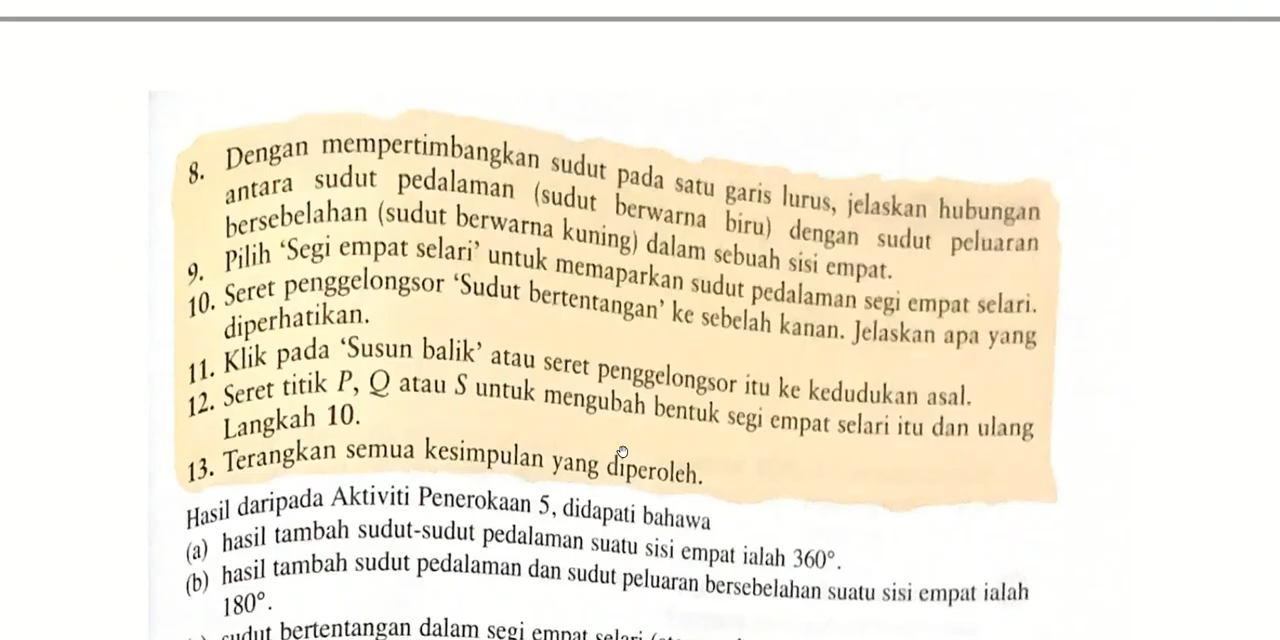 8. Dengan mempertimbangkan sudut pada satu garis lurus, jelaskan hubungan
antara sudut pedalaman (sudut berwarna biru) dengan sudut peluaran
bersebelahan (sudut berwarna kuning) dalam sebuah sisi empat.
9. Pilih ‘Segi empat selari’ untuk memaparkan sudut pedalaman segi empat selari.
10. Seret penggelongsor ‘Sudut bertentangan’ ke sebelah kanan. Jelaskan apa yang
diperhatikan.
11. Klik pada ‘Susun balik’ atau seret penggelongsor itu ke kedudukan asal.
12. Seret titik P, Q atau S untuk mengubah bentuk segi empat selari itu dan ulang
Langkah 10.
13. Terangkan semua kesimpulan yang diperoleh.
Hasil daripada Aktiviti Penerokaan 5, didapati bahawa
(a) hasil tambah sudut-sudut pedalaman suatu sisi empat ialah 360°.
(b) hasil tambah sudut pedalaman dan sudut peluaran bersebelahan suatu sisi empat ialah
180°.
sudut bertentangan dalam segi empat selari